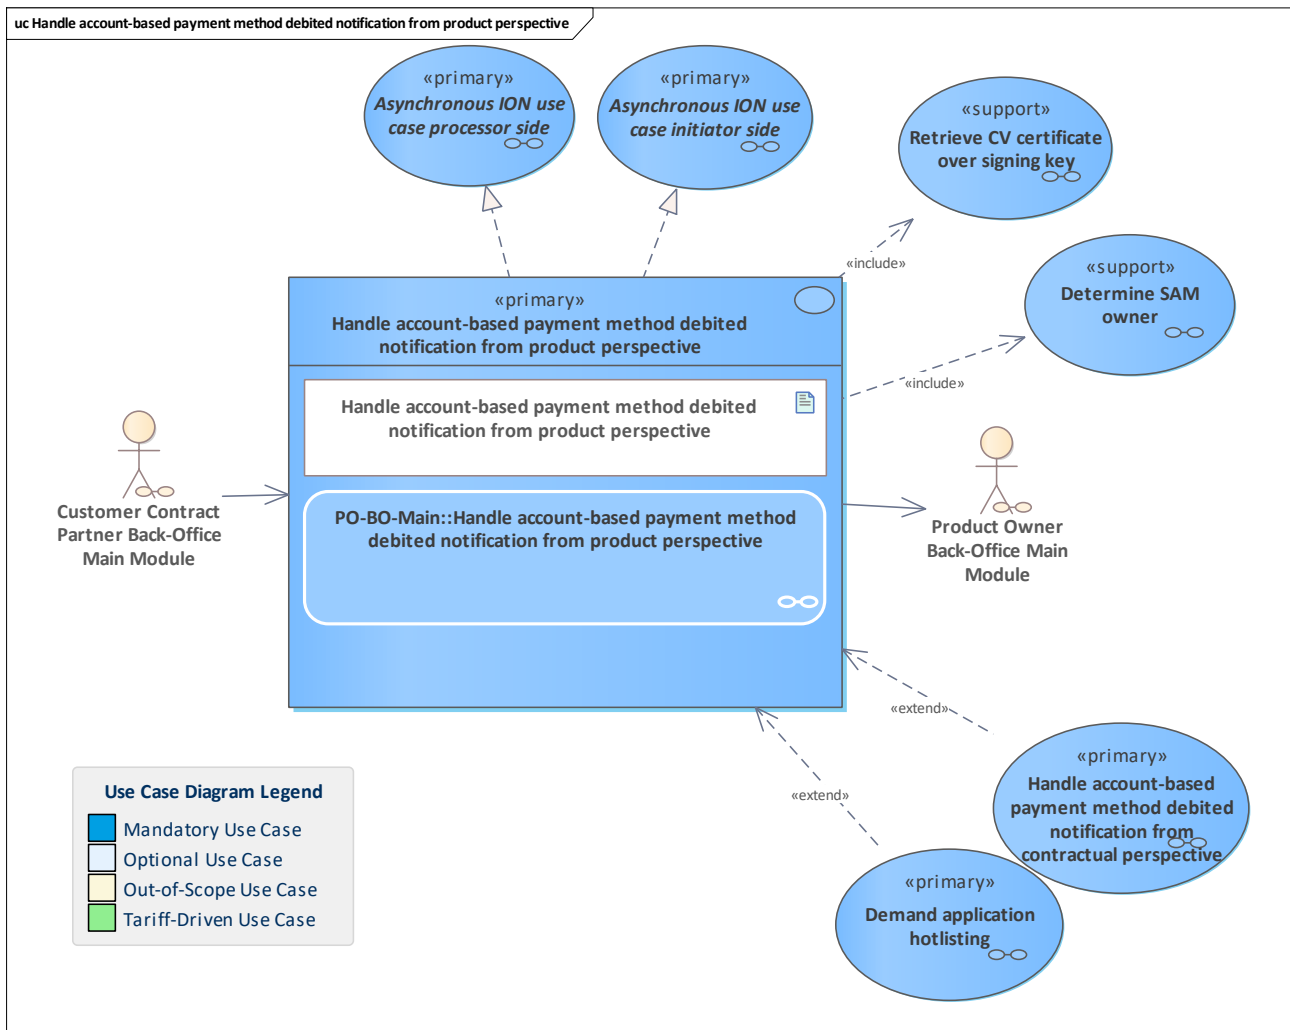 uc Handle account-based payment method debited notification from product perspective
«primary»
Asynchronous ION use
case processor side
«primary»
Asynchronous ION use
case initiator side
«support»
Retrieve CV certificate
over signing key
«include»
«support»
Determine SAM
owner
«include»
«primary»
Handle account-based payment method debited
notification from product perspective
Handle account-based payment method debited
notification from product perspective
PO-BO-Main::Handle account-based payment method
debited notification from product perspective
Customer Contract
Partner Back-Office
Main Module
Product Owner
Back-Office Main
Module
«extend»
«primary»
Handle account-based
payment method debited
notification from
contractual perspective
«extend»
«primary»
Demand application
hotlisting
Use Case Diagram Legend
Mandatory Use Case
Optional Use Case
Out-of-Scope Use Case
Tariff-Driven Use Case